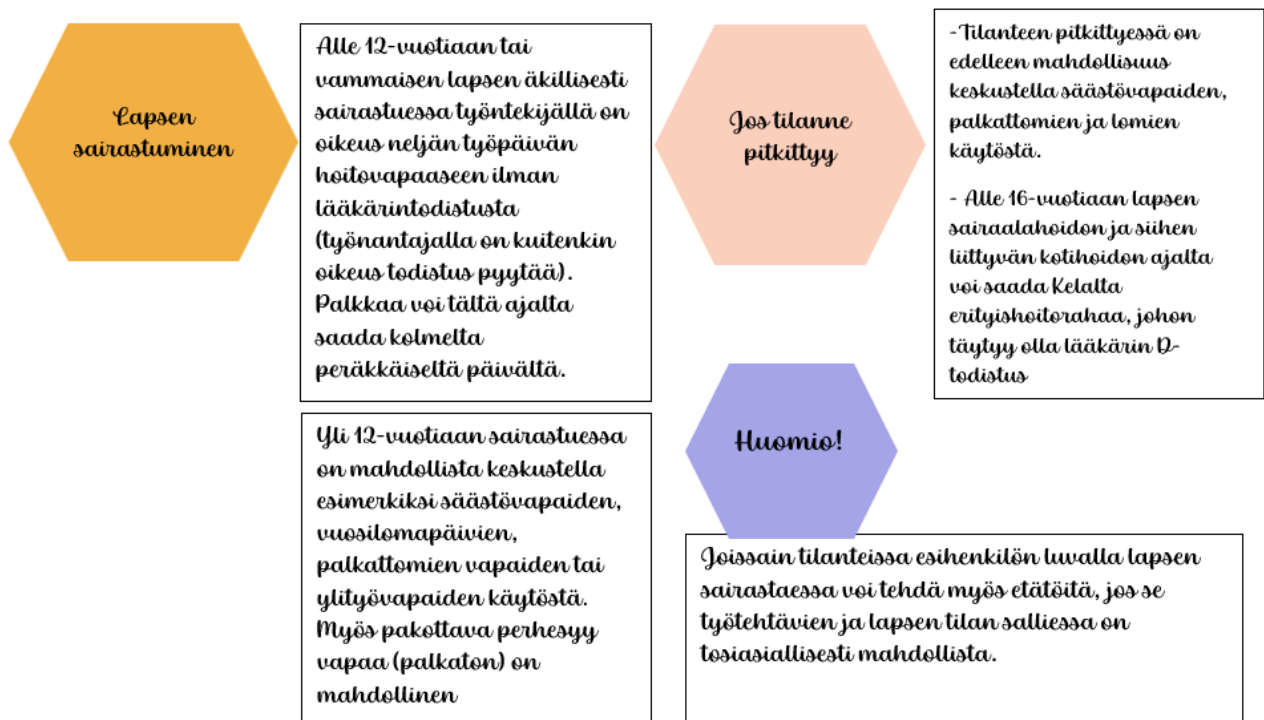 Lapsen
sairastuminen
Alle 12-vuotiaan tai
vammaisen lapsen äkillisesti
sairastuessa työntekijällä on
oikeus neljän työpäivän
hoitovapaaseen ilman
lääkärintodistusta
(työnantajalla on kuitenkin
oikeus todistus pyytää).
Palkkaa voi tältä ajalta
saada kolmelta
peräkkäiseltä päivältä.
Yli 12-vuotiaan sairastuessa
on mahdollista keskustella
esimerkiksi säästövapaiden,
vuosilomapäivien,
palkattomien vapaiden tai
ylityövapaiden käytöstä.
Myös pakottava perhesyy
vapaa (palkaton) on
mahdollinen
Jos tilanne
pitkittyy
-Tilanteen pitkittyessä on
edelleen mahdollisuus
keskustella säästövapaiden,
palkattomien ja lomien
käytöstä.
- Alle 16-vuotiaan lapsen
sairaalahoidon ja siihen
liittyvän kotihoidon ajalta
voi saada Kelalta
erityishoitorahaa, johon
täytyy olla lääkärin D-
todistus
Huomio!
Joissain tilanteissa esihenkilön luvalla lapsen
sairastaessa voi tehdä myös etätöitä, jos se
työtehtävien ja lapsen tilan salliessa on
tosiasiallisesti mahdollista.